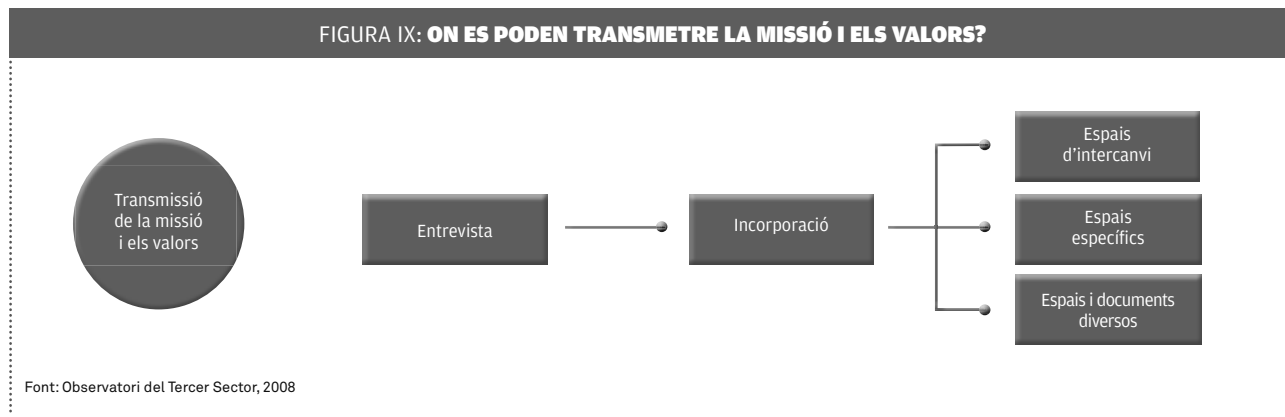 FIGURA IX: ON ES PODEN TRANSMETRE LA MISSIÓ I ELS VALORS?
Transmissió
de la missió
i els valors
Entrevista
Incorporació
Espais
d’intercanvi
Espais
específics
Espais i documents
diversos
Font: Observatori del Tercer Sector, 2008